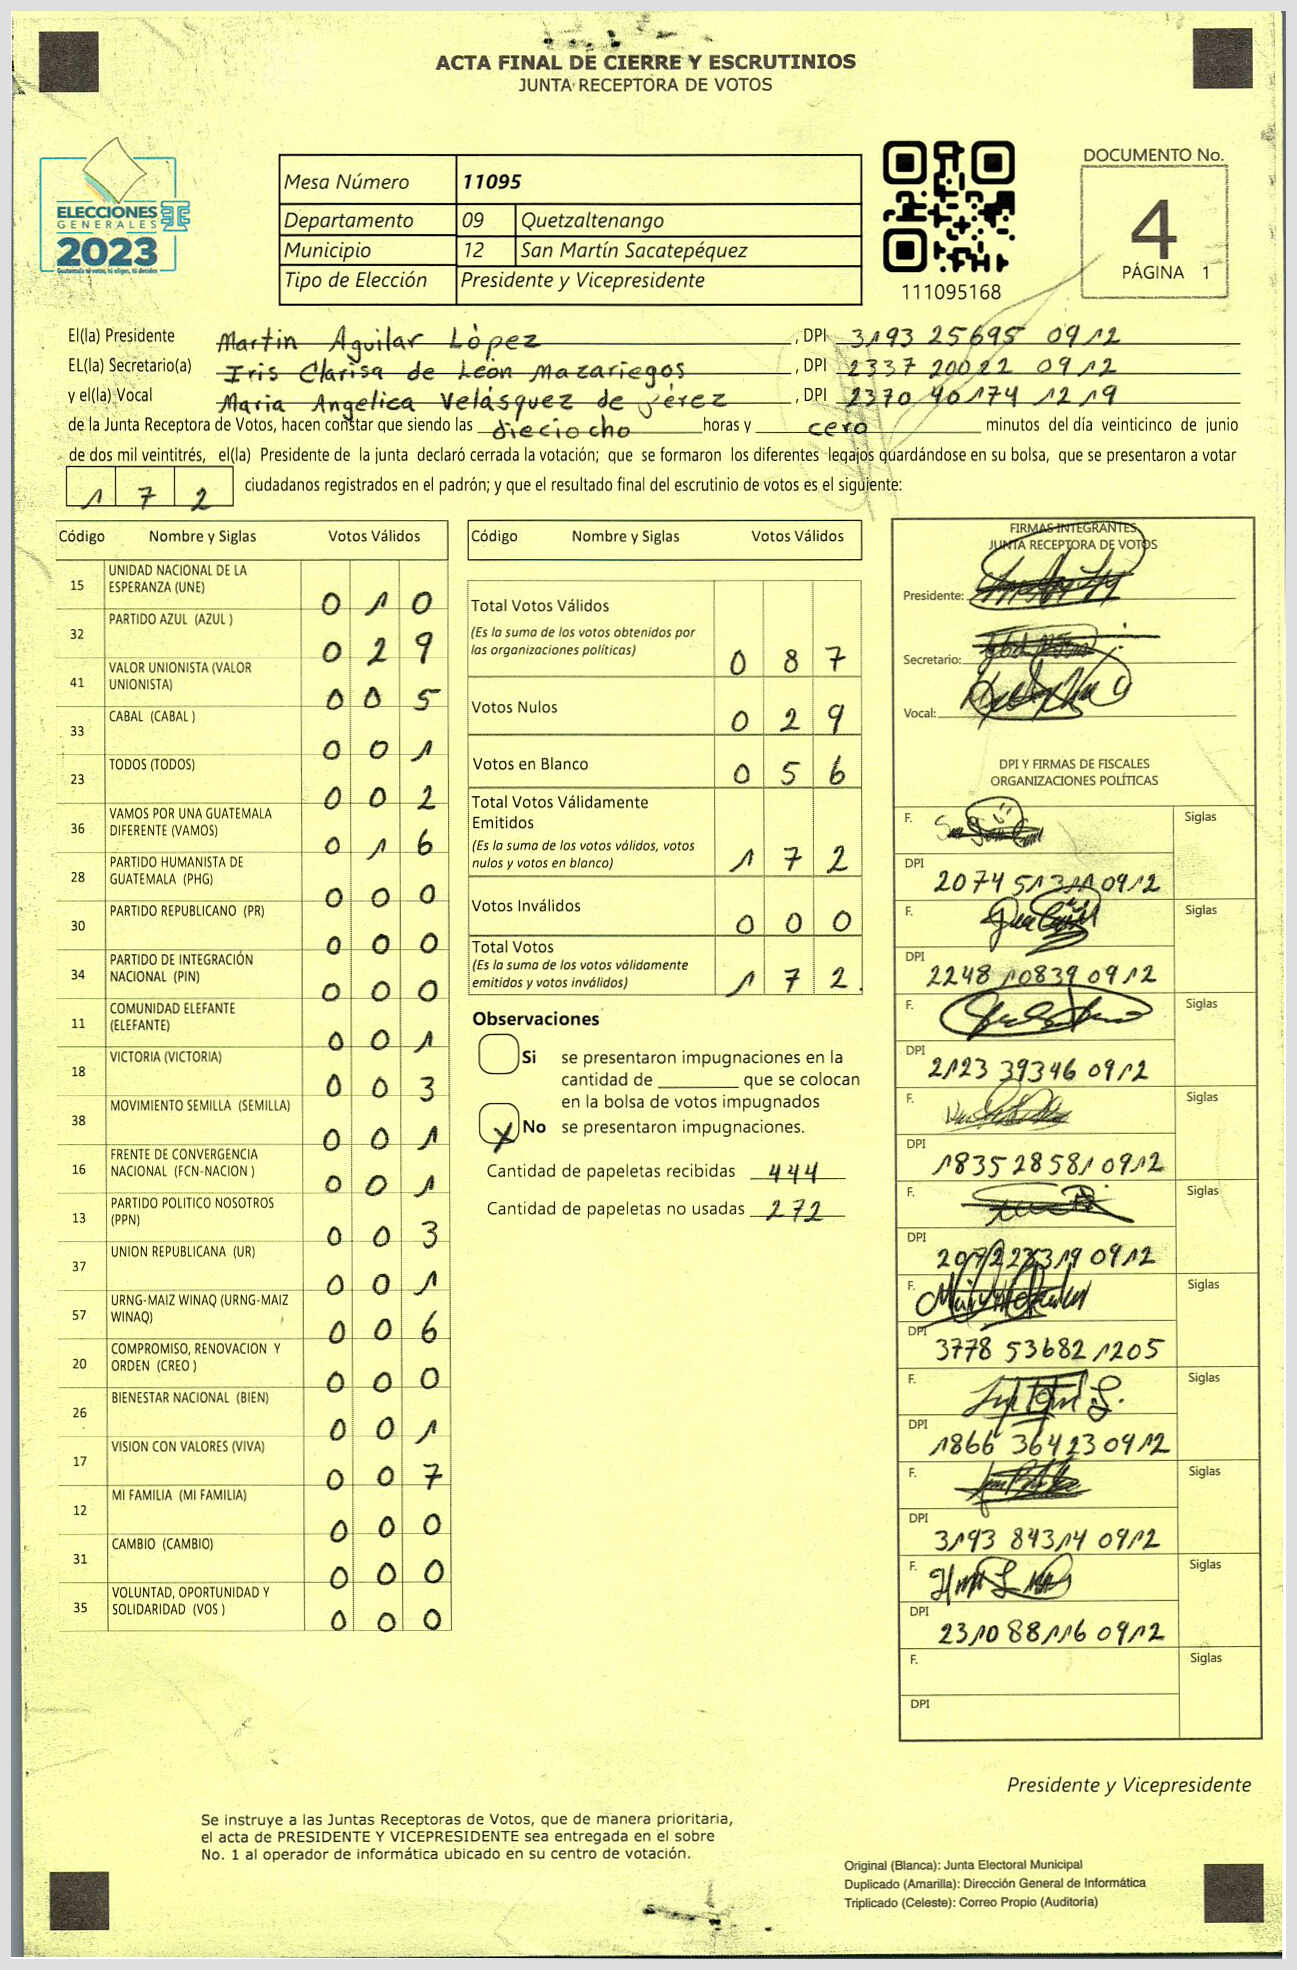 ACTA FINAL DE CIERRE Y ESCRUTINIOS
JUNTA RECEPTORA DE VOTOS
ELECCIONES
GENERALES
2023
Mesa Número 11095
Departamento 09 Quetzaltenango
Municipio 12 San Martín Sacatepéquez
Tipo de Elección Presidente y Vicepresidente
111095168
DOCUMENTO No.
4
PÁGINA 1
El(la) Presidente Martin Aguilar López , DPI 3193 25695 0912
EL(la) Secretario(a) Iris Clarisa de León Mazariegos , DPI 2337 20022 0912
y el(la) Vocal Maria Angelica Velásquez de Pérez , DPI 2370 40174 1219
de la Junta Receptora de Votos, hacen constar que siendo las dieciocho horas y cero minutos del día veinticinco de junio
de dos mil veintitrés, el(la) Presidente de la junta declaró cerrada la votación; que se formaron los diferentes legajos guardándose en su bolsa, que se presentaron a votar
1 7 2 ciudadanos registrados en el padrón; y que el resultado final del escrutinio de votos es el siguiente:
Código Nombre y Siglas Votos Válidos
15 UNIDAD NACIONAL DE LA
ESPERANZA (UNE) 0 1 0
32 PARTIDO AZUL (AZUL ) 0 2 9
41 VALOR UNIONISTA (VALOR
UNIONISTA) 0 0 5
33 CABAL (CABAL ) 0 0 1
23 TODOS (TODOS) 0 0 2
36 VAMOS POR UNA GUATEMALA
DIFERENTE (VAMOS) 0 1 6
28 PARTIDO HUMANISTA DE
GUATEMALA (PHG) 0 0 0
30 PARTIDO REPUBLICANO (PR) 0 0 0
34 PARTIDO DE INTEGRACIÓN
NACIONAL (PIN) 0 0 0
11 COMUNIDAD ELEFANTE
(ELEFANTE) 0 0 1
18 VICTORIA (VICTORIA) 0 0 3
38 MOVIMIENTO SEMILLA (SEMILLA) 0 0 1
16 FRENTE DE CONVERGENCIA
NACIONAL (FCN-NACION ) 0 0 1
13 PARTIDO POLITICO NOSOTROS
(PPN) 0 0 3
37 UNION REPUBLICANA (UR) 0 0 1
57 URNG-MAIZ WINAQ (URNG-MAIZ
WINAQ) 0 0 6
20 COMPROMISO, RENOVACION Y
ORDEN (CREO ) 0 0 0
26 BIENESTAR NACIONAL (BIEN) 0 0 1
17 VISION CON VALORES (VIVA) 0 0 7
12 MI FAMILIA (MI FAMILIA) 0 0 0
31 CAMBIO (CAMBIO) 0 0 0
35 VOLUNTAD, OPORTUNIDAD Y
SOLIDARIDAD (VOS ) 0 0 0
Código Nombre y Siglas Votos Válidos
Total Votos Válidos
(Es la suma de los votos obtenidos por
las organizaciones políticas) 0 8 7
Votos Nulos 0 2 9
Votos en Blanco 0 5 6
Total Votos Válidamente
Emitidos
(Es la suma de los votos válidos, votos
nulos y votos en blanco) 1 7 2
Votos Inválidos 0 0 0
Total Votos
(Es la suma de los votos válidamente
emitidos y votos inválidos) 1 7 2
Observaciones
Si se presentaron impugnaciones en la
cantidad de ________ que se colocan
en la bolsa de votos impugnados
X No se presentaron impugnaciones.
Cantidad de papeletas recibidas 444
Cantidad de papeletas no usadas 272
FIRMAS INTEGRANTES
JUNTA RECEPTORA DE VOTOS
Presidente:
Secretario:
Vocal:
DPI Y FIRMAS DE FISCALES
ORGANIZACIONES POLÍTICAS
F. Siglas
DPI 2074 51311 0912
F. Siglas
DPI 2248 10839 0912
F. Siglas
DPI 2123 39346 0912
F. Siglas
DPI 1835 28581 0912
F. Siglas
DPI 0912
F. Siglas
DPI 3778 53682 1205
F. Siglas
DPI 1866 36423 0912
F. Siglas
DPI 3193 84314 0912
F. Siglas
DPI 2310 88116 0912
F. Siglas
DPI
Presidente y Vicepresidente
Se instruye a las Juntas Receptoras de Votos, que de manera prioritaria,
el acta de PRESIDENTE Y VICEPRESIDENTE sea entregada en el sobre
No. 1 al operador de informática ubicado en su centro de votación.
Original (Blanca): Junta Electoral Municipal
Duplicado (Amarilla): Dirección General de Informática
Triplicado (Celeste): Correo Propio (Auditoría)